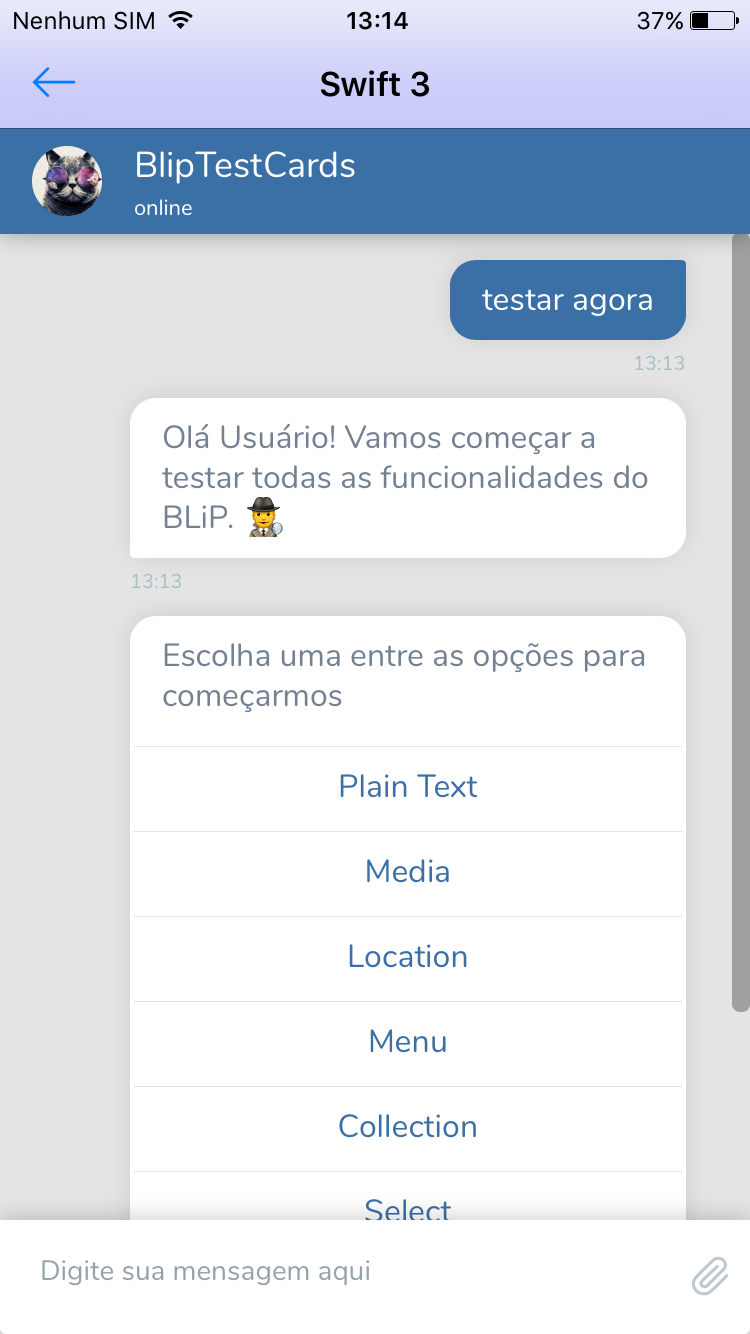 Nenhum SIM 13:14 37%
Swift 3
BlipTestCards
online
testar agora
13:13
Olá Usuário! Vamos começar a
testar todas as funcionalidades do
BLiP.
13:13
Escolha uma entre as opções para
começarmos
Plain Text
Media
Location
Menu
Collection
Select
Digite sua mensagem aqui